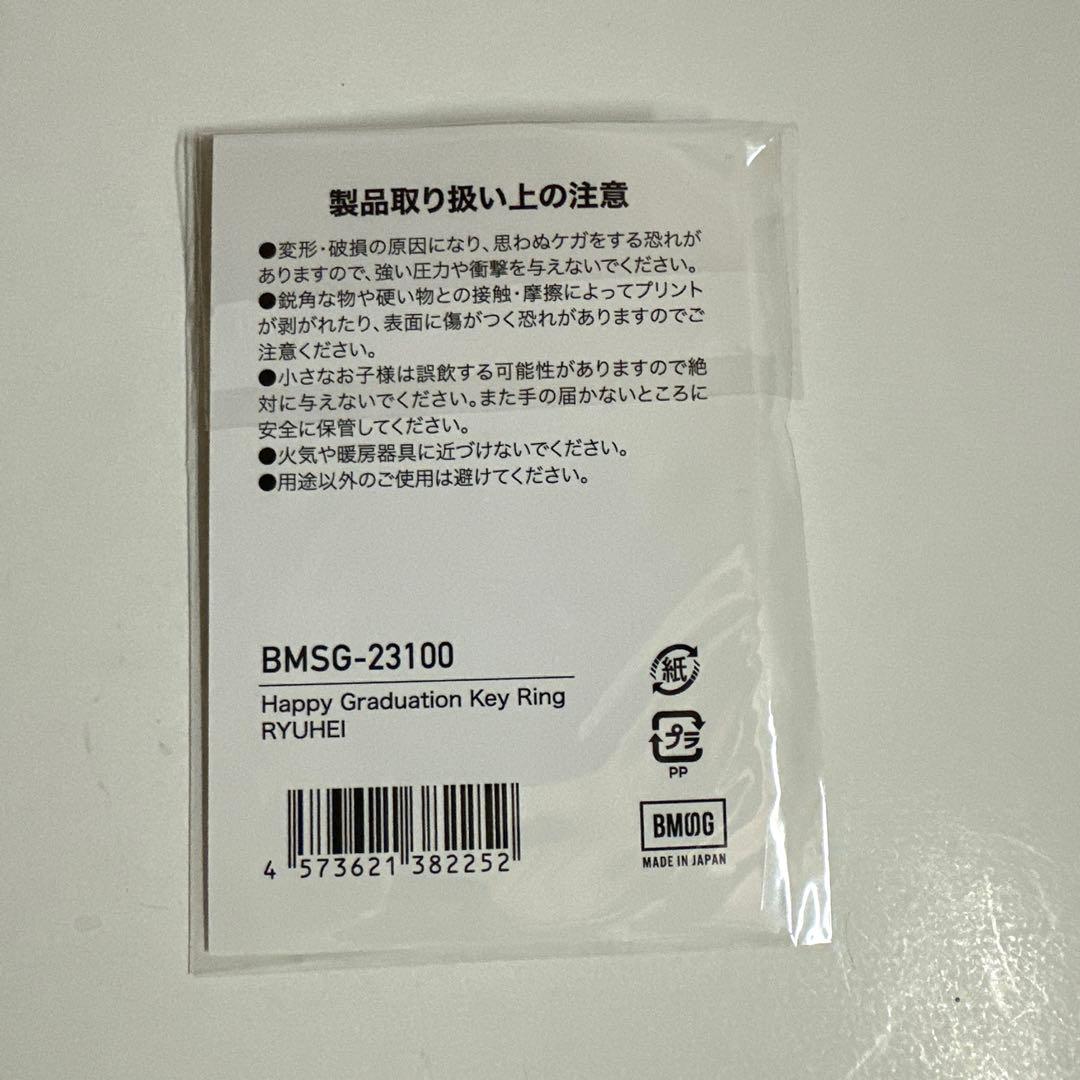 製品取り扱い上の注意
●変形・破損の原因になり、思わぬケガをする恐れが
ありますので、強い圧力や衝撃を与えないでください。
●鋭角な物や硬い物との接触・摩擦によってプリント
が剥がれたり、表面に傷がつく恐れがありますのでご
注意ください。
●小さなお子様は誤飲する可能性がありますので絶
対に与えないでください。また手の届かないところに
安全に保管してください。
●火気や暖房器具に近づけないでください。
●用途以外のご使用は避けてください。
BMSG-23100
Happy Graduation Key Ring
RYUHEI
紙
プラ
PP
BMSG
MADE IN JAPAN
4 573621 382252